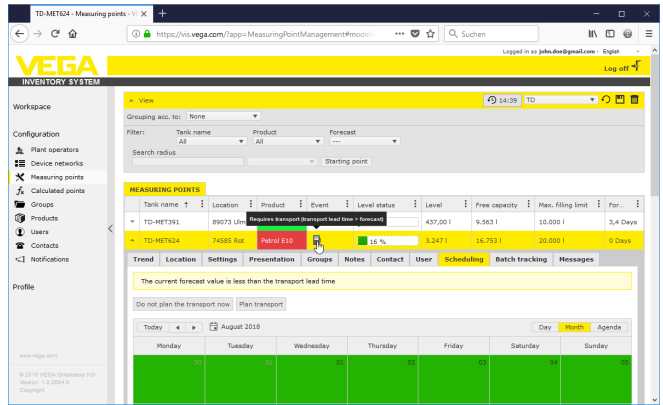 TD-MET624 - Measuring points - Vi
https://vis.vega.com/?app=MeasuringPointManagement#mode=
Suchen
Logged in as john.doe@gmail.com - English
VEGA
INVENTORY SYSTEM
Log off
Workspace
Configuration
Plant operators
Device networks
Measuring points
Calculated points
Groups
Products
Users
Contacts
Notifications
Profile
www.vega.com
© 2018 VEGA Grieshaber KG
Copyright
View
14:39
TD
Grouping acc. to: None
Filter: Tank name Product Forecast
All All ---
Search radius
Starting point
MEASURING POINTS
Tank name ↑ Location Product Event Level status Level Free capacity Max. filling limit For...
Requires transport (transport lead time > forecast)
TD-MET391 89073 Ulm 437,00 l 9.563 l 10.000 l 3,4 Days
TD-MET624 74585 Rot Petrol E10 16 % 3.247 l 16.753 l 20.000 l 0 Days
Trend Location Settings Presentation Groups Notes Contact User Scheduling Batch tracking Messages
The current forecast value is less than the transport lead time
Do not plan the transport now Plan transport
Today August 2018 Day Month Agenda
Monday Tuesday Wednesday Thursday Friday Saturday Sunday
30 31 01 02 03 04 05